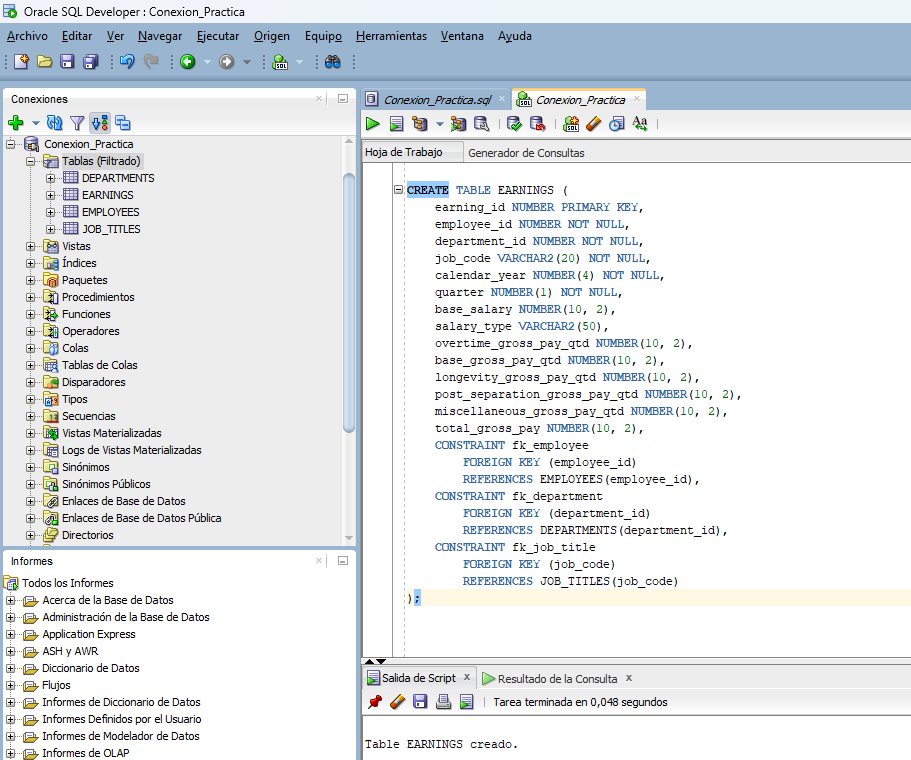 Oracle SQL Developer : Conexion_Practica
Archivo Editar Ver Navegar Ejecutar Origen Equipo Herramientas Ventana Ayuda
Conexiones
Conexion_Practica
Tablas (Filtrado)
DEPARTMENTS
EARNINGS
EMPLOYEES
JOB_TITLES
Vistas
Índices
Paquetes
Procedimientos
Funciones
Operadores
Colas
Tablas de Colas
Disparadores
Tipos
Secuencias
Vistas Materializadas
Logs de Vistas Materializadas
Sinónimos
Sinónimos Públicos
Enlaces de Base de Datos
Enlaces de Base de Datos Pública
Directorios
Informes
Todos los Informes
Acerca de la Base de Datos
Administración de la Base de Datos
Application Express
ASH y AWR
Diccionario de Datos
Flujos
Informes de Diccionario de Datos
Informes Definidos por el Usuario
Informes de Modelador de Datos
Informes de OLAP
Conexion_Practica.sql Conexion_Practica
Hoja de Trabajo Generador de Consultas
CREATE TABLE EARNINGS (
earning_id NUMBER PRIMARY KEY,
employee_id NUMBER NOT NULL,
department_id NUMBER NOT NULL,
job_code VARCHAR2(20) NOT NULL,
calendar_year NUMBER(4) NOT NULL,
quarter NUMBER(1) NOT NULL,
base_salary NUMBER(10, 2),
salary_type VARCHAR2(50),
overtime_gross_pay_qtd NUMBER(10, 2),
base_gross_pay_qtd NUMBER(10, 2),
longevity_gross_pay_qtd NUMBER(10, 2),
post_separation_gross_pay_qtd NUMBER(10, 2),
miscellaneous_gross_pay_qtd NUMBER(10, 2),
total_gross_pay NUMBER(10, 2),
CONSTRAINT fk_employee
FOREIGN KEY (employee_id)
REFERENCES EMPLOYEES(employee_id),
CONSTRAINT fk_department
FOREIGN KEY (department_id)
REFERENCES DEPARTMENTS(department_id),
CONSTRAINT fk_job_title
FOREIGN KEY (job_code)
REFERENCES JOB_TITLES(job_code)
);
Salida de Script Resultado de la Consulta
Tarea terminada en 0,048 segundos
Table EARNINGS creado.